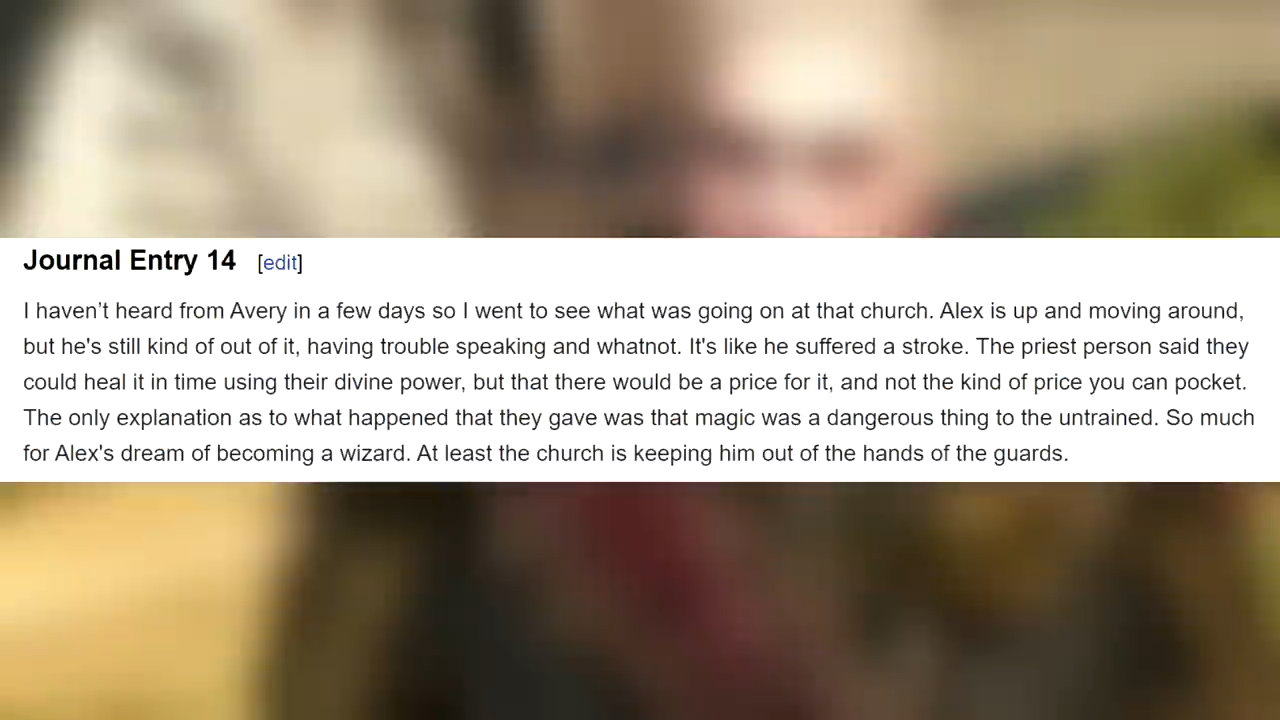 Journal Entry 14 [edit]
I haven’t heard from Avery in a few days so I went to see what was going on at that church. Alex is up and moving around,
but he's still kind of out of it, having trouble speaking and whatnot. It's like he suffered a stroke. The priest person said they
could heal it in time using their divine power, but that there would be a price for it, and not the kind of price you can pocket.
The only explanation as to what happened that they gave was that magic was a dangerous thing to the untrained. So much
for Alex's dream of becoming a wizard. At least the church is keeping him out of the hands of the guards.